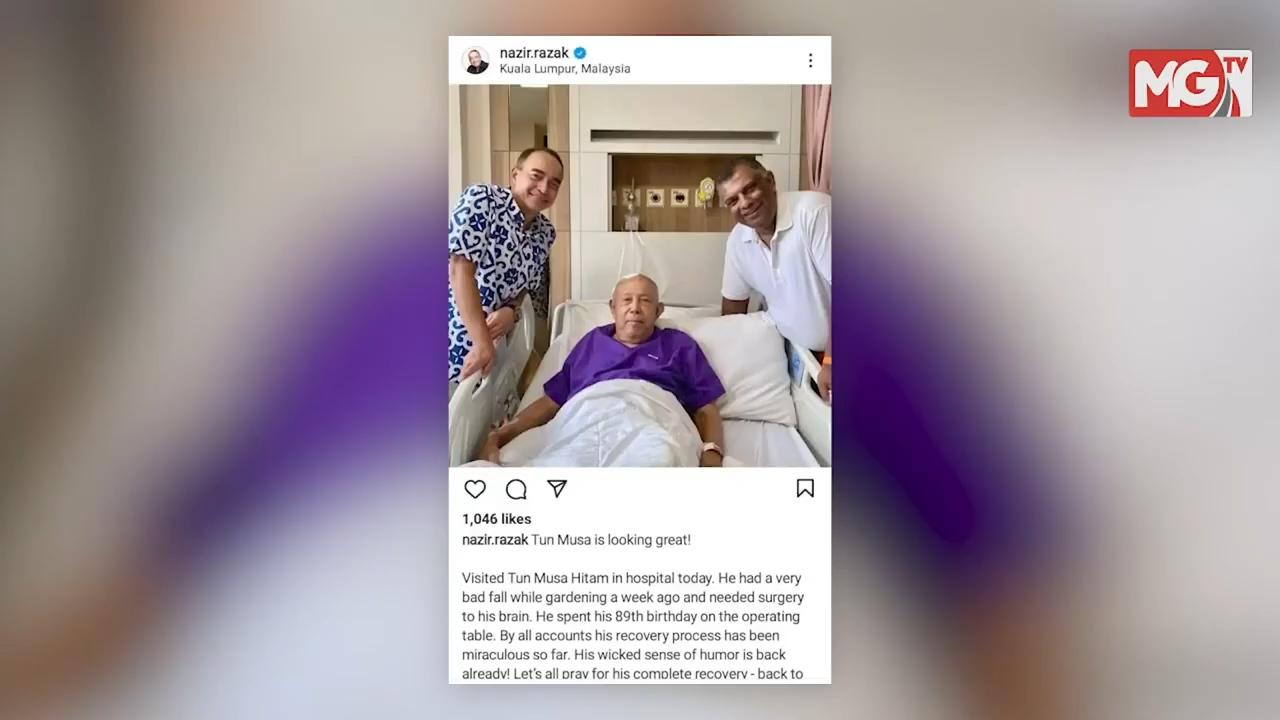 nazir.razak
Kuala Lumpur, Malaysia
MGTV
1,046 likes
nazir.razak Tun Musa is looking great!
Visited Tun Musa Hitam in hospital today. He had a very
bad fall while gardening a week ago and needed surgery
to his brain. He spent his 89th birthday on the operating
table. By all accounts his recovery process has been
miraculous so far. His wicked sense of humor is back
already! Let's all pray for his complete recovery - back to